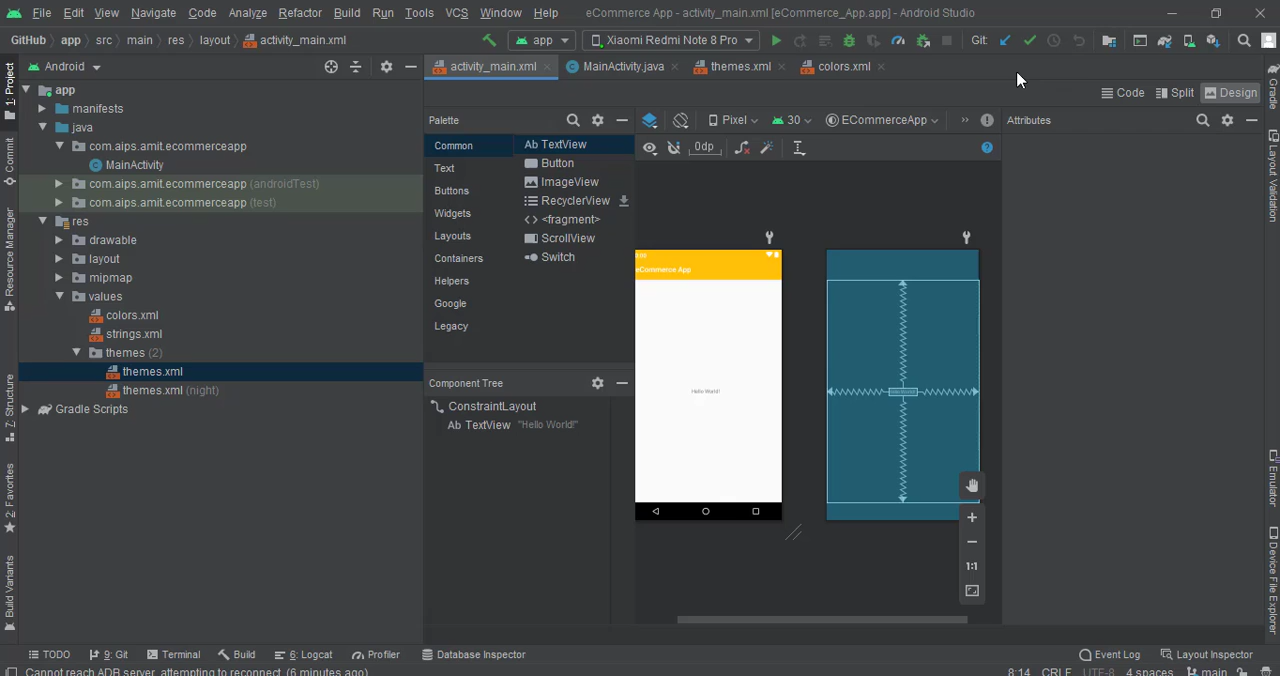 File Edit View Navigate Code Analyze Refactor Build Run Tools VCS Window Help eCommerce App - activity_main.xml [eCommerce_App.app] - Android Studio
GitHub app src main res layout activity_main.xml app Xiaomi Redmi Note 8 Pro Git:
Android activity_main.xml MainActivity.java themes.xml colors.xml
1: Project
Commit
Resource Manager
7: Structure
2: Favorites
Build Variants
app
manifests
java
com.aips.amit.ecommerceapp
MainActivity
com.aips.amit.ecommerceapp (androidTest)
com.aips.amit.ecommerceapp (test)
res
drawable
layout
mipmap
values
colors.xml
strings.xml
themes (2)
themes.xml
themes.xml (night)
Gradle Scripts
Code Split Design
Palette
Common
Text
Buttons
Widgets
Layouts
Containers
Helpers
Google
Legacy
Ab TextView
Button
ImageView
RecyclerView
<fragment>
ScrollView
Switch
Component Tree
ConstraintLayout
Ab TextView "Hello World!"
Pixel 30 ECommerceApp
0dp
eCommerce App
Hello World!
1:1
Attributes
Gradle
Layout Validation
Emulator
Device File Explorer
TODO 9: Git Terminal Build 6: Logcat Profiler Database Inspector Event Log Layout Inspector
Cannot reach ADB server, attempting to reconnect. (6 minutes ago) 8:14 CRLF UTF-8 4 spaces main